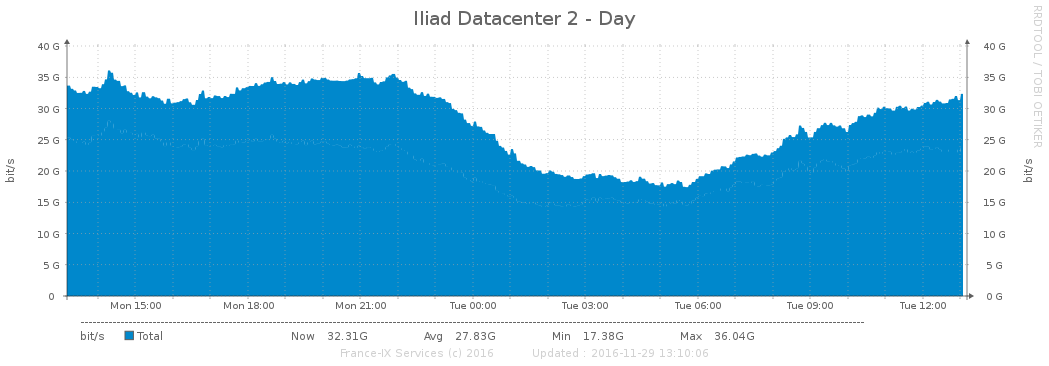 Iliad Datacenter 2 - Day
RRDTOOL / TOBI OETIKER
40 G 40 G
35 G 35 G
30 G 30 G
25 G 25 G
20 G 20 G
15 G 15 G
10 G 10 G
5 G 5 G
0 0 G
bit/s bit/s
Mon 15:00 Mon 18:00 Mon 21:00 Tue 00:00 Tue 03:00 Tue 06:00 Tue 09:00 Tue 12:00
bit/s Total Now 32.31G Avg 27.83G Min 17.38G Max 36.04G
France-IX Services (c) 2016 Updated : 2016-11-29 13:10:06